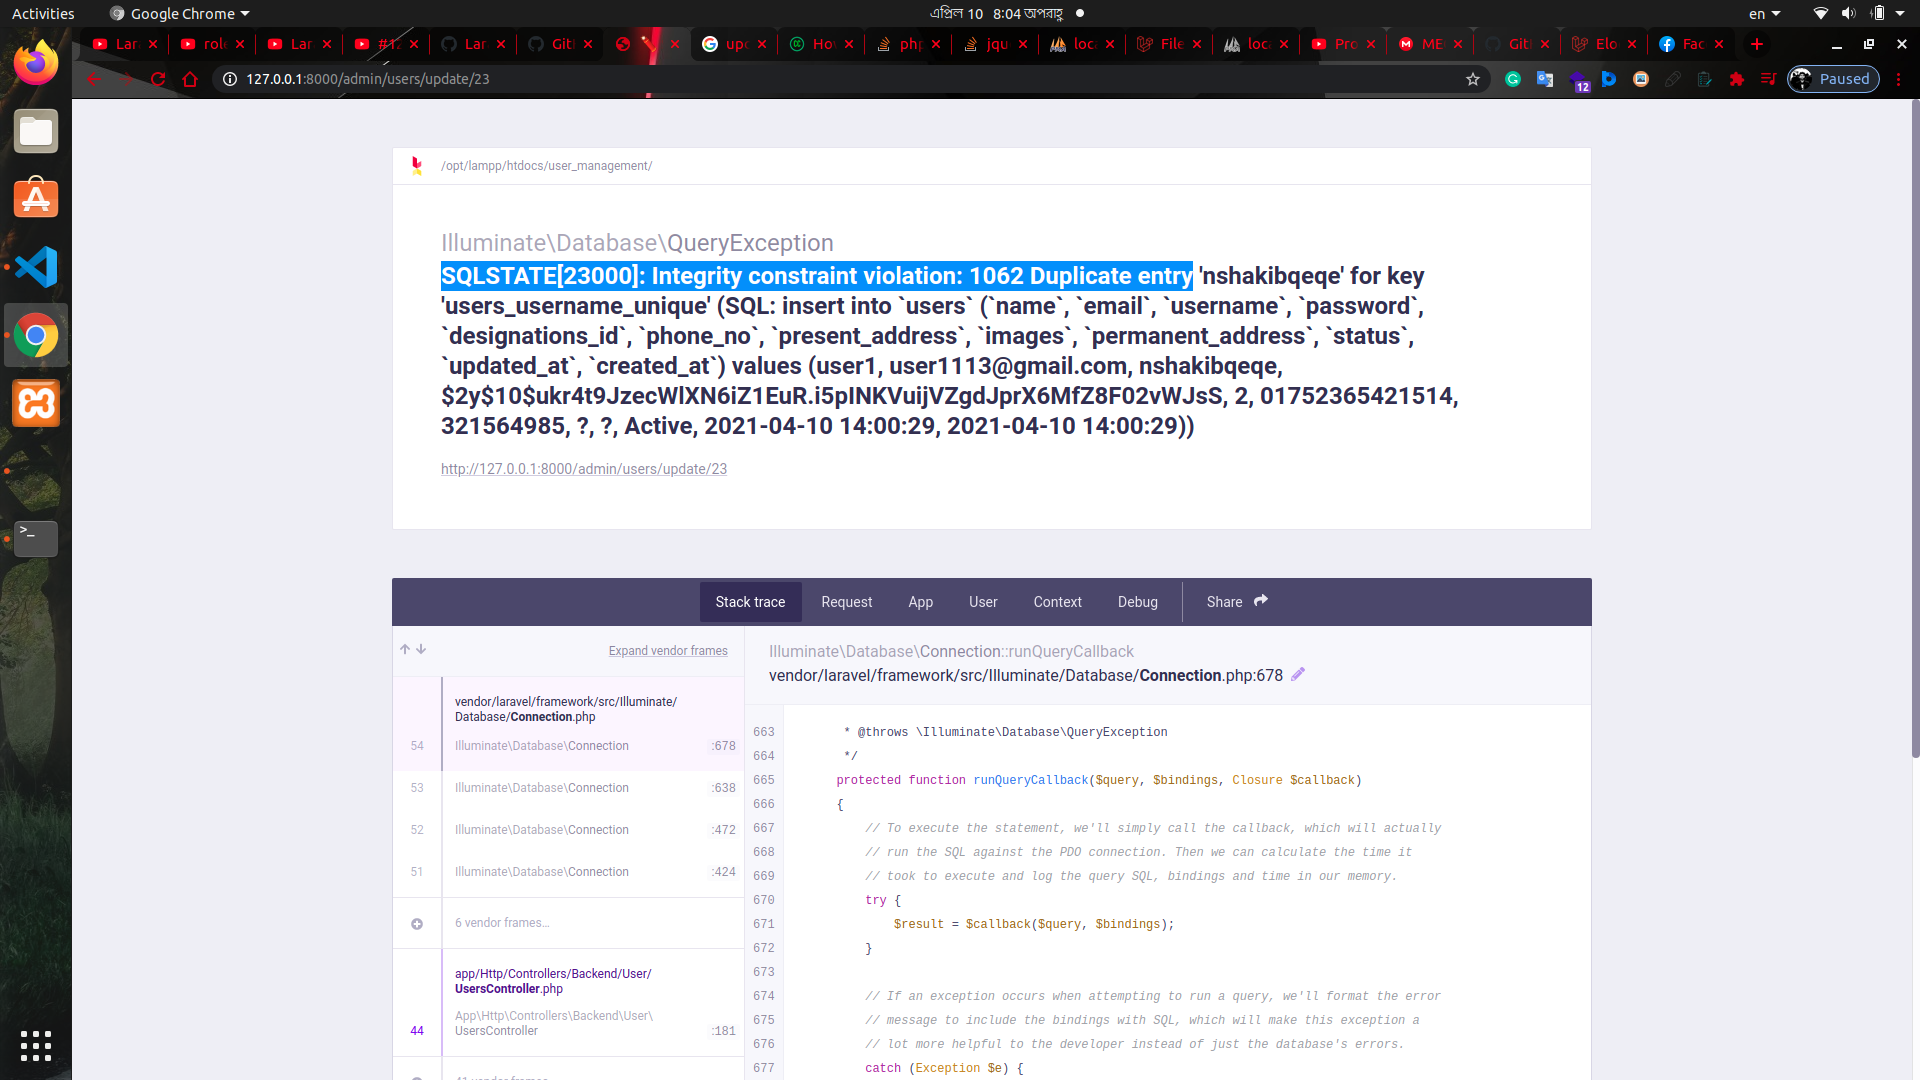 Activities Google Chrome এপ্রিল 10 8:04 অপরাহ্ণ en
Lar role Lar #12 Lar Git upc Hov php jqu loca File loca Pro ME Git Elo Fac
127.0.0.1:8000/admin/users/update/23 12 Paused
/opt/lampp/htdocs/user_management/
Illuminate\Database\QueryException
SQLSTATE[23000]: Integrity constraint violation: 1062 Duplicate entry 'nshakibqeqe' for key
'users_username_unique' (SQL: insert into `users` (`name`, `email`, `username`, `password`,
`designations_id`, `phone_no`, `present_address`, `images`, `permanent_address`, `status`,
`updated_at`, `created_at`) values (user1, user1113@gmail.com, nshakibqeqe,
$2y$10$ukr4t9JzecWlXN6iZ1EuR.i5pINKVuijVZgdJprX6MfZ8F02vWJsS, 2, 01752365421514,
321564985, ?, ?, Active, 2021-04-10 14:00:29, 2021-04-10 14:00:29))
http://127.0.0.1:8000/admin/users/update/23
Stack trace Request App User Context Debug Share
Expand vendor frames
vendor/laravel/framework/src/Illuminate/
Database/Connection.php
54 Illuminate\Database\Connection :678
53 Illuminate\Database\Connection :638
52 Illuminate\Database\Connection :472
51 Illuminate\Database\Connection :424
6 vendor frames…
app/Http/Controllers/Backend/User/
UsersController.php
App\Http\Controllers\Backend\User\
44 UsersController :181
41 vendor frames…
Illuminate\Database\Connection::runQueryCallback
vendor/laravel/framework/src/Illuminate/Database/Connection.php:678
663 * @throws \Illuminate\Database\QueryException
664 */
665 protected function runQueryCallback($query, $bindings, Closure $callback)
666 {
667 // To execute the statement, we'll simply call the callback, which will actually
668 // run the SQL against the PDO connection. Then we can calculate the time it
669 // took to execute and log the query SQL, bindings and time in our memory.
670 try {
671 $result = $callback($query, $bindings);
672 }
673
674 // If an exception occurs when attempting to run a query, we'll format the error
675 // message to include the bindings with SQL, which will make this exception a
676 // lot more helpful to the developer instead of just the database's errors.
677 catch (Exception $e) {